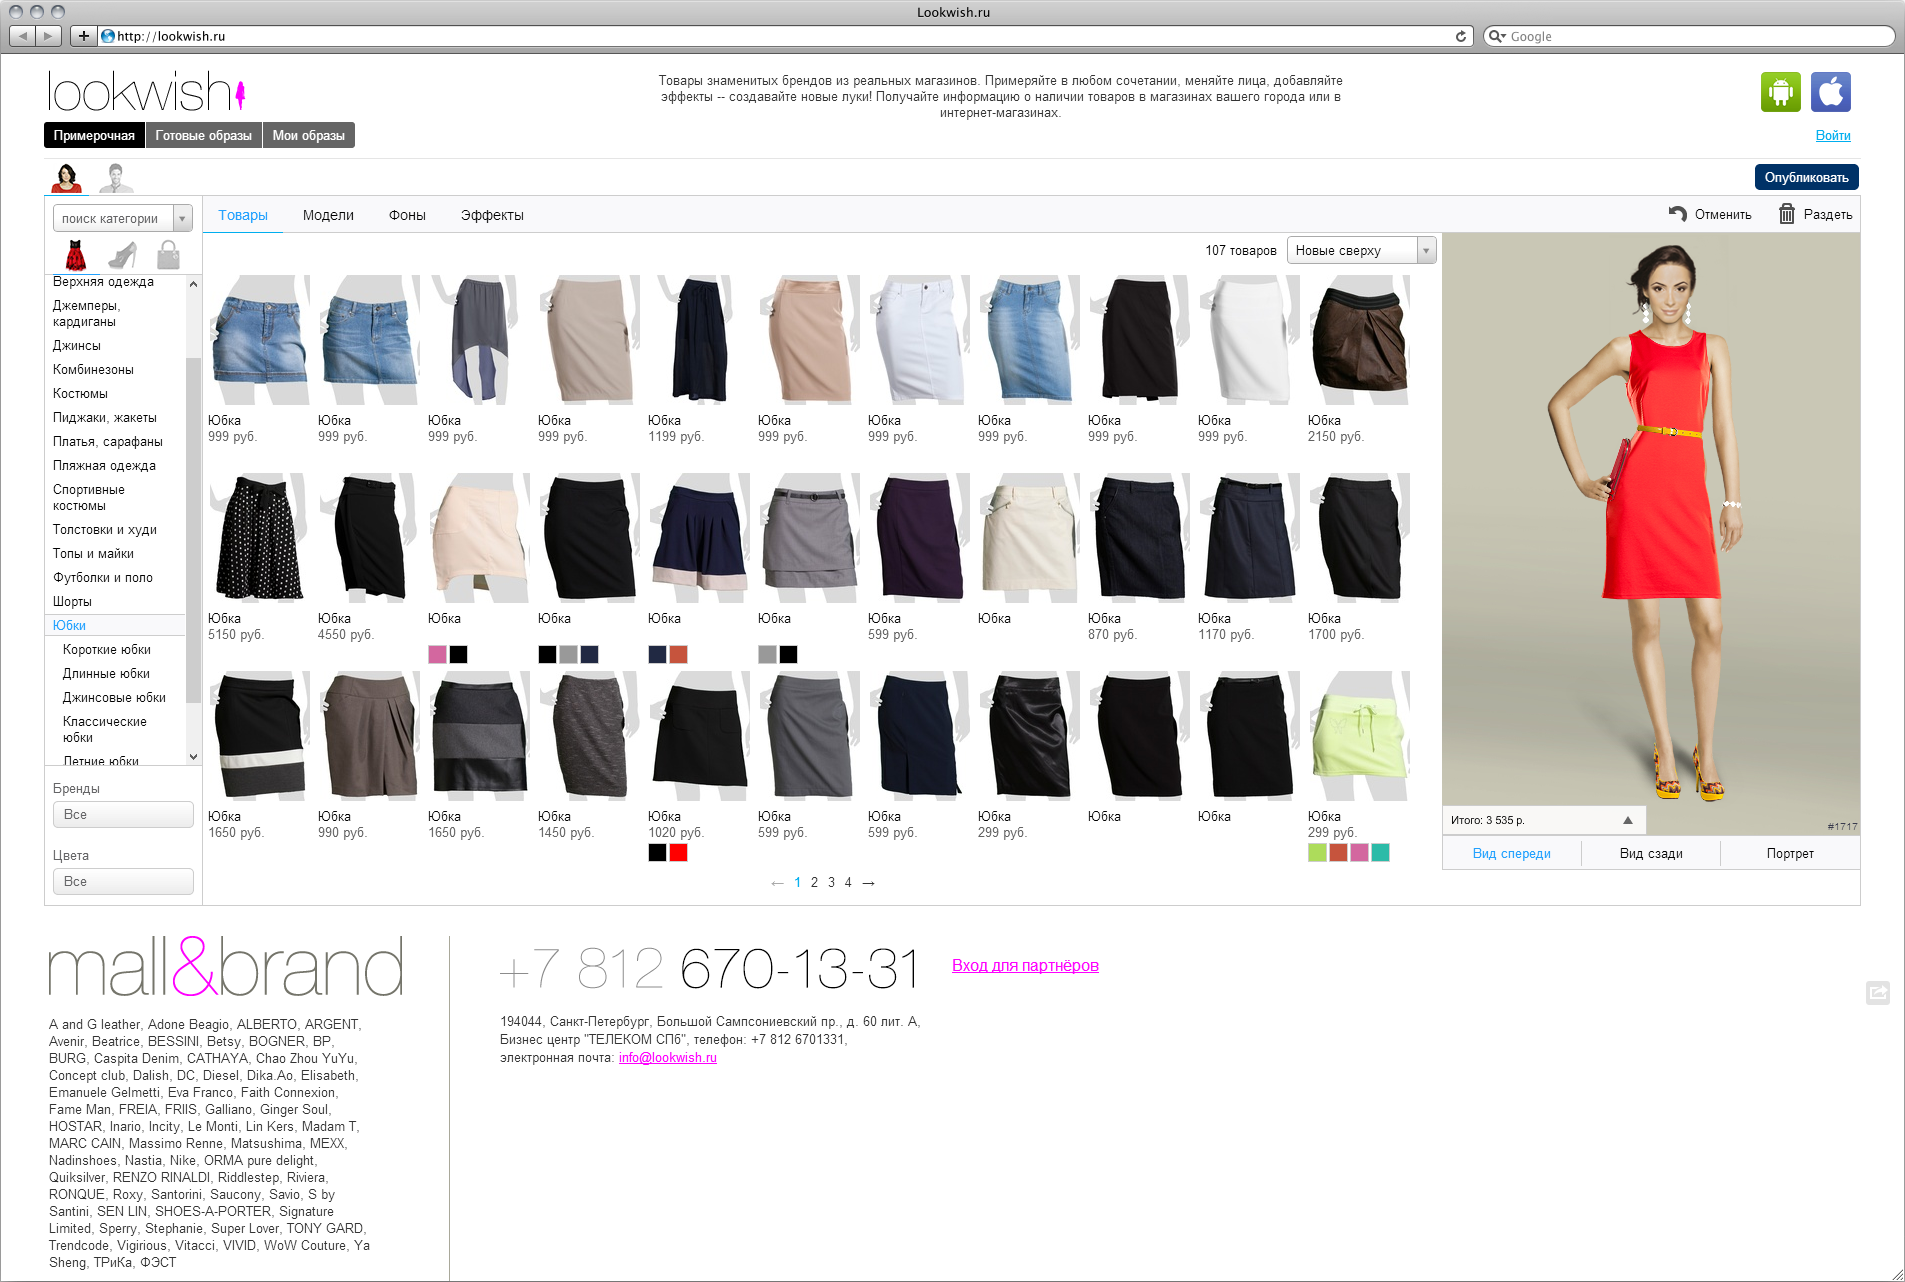 Lookwish.ru
http://lookwish.ru
Google
lookwish
Товары знаменитых брендов из реальных магазинов. Примеряйте в любом сочетании, меняйте лица, добавляйте
эффекты -- создавайте новые луки! Получайте информацию о наличии товаров в магазинах вашего города или в
интернет-магазинах.
Примерочная Готовые образы Мои образы
Войти
Опубликовать
поиск категории
Товары Модели Фоны Эффекты
Отменить Раздеть
107 товаров Новые сверху
Верхняя одежда
Джемперы,
кардиганы
Джинсы
Комбинезоны
Костюмы
Пиджаки, жакеты
Платья, сарафаны
Пляжная одежда
Спортивные
костюмы
Толстовки и худи
Топы и майки
Футболки и поло
Шорты
Юбки
Короткие юбки
Длинные юбки
Джинсовые юбки
Классические
юбки
Летние юбки
Бренды
Все
Цвета
Все
Юбка Юбка Юбка Юбка Юбка Юбка Юбка Юбка Юбка Юбка Юбка
999 руб. 999 руб. 999 руб. 999 руб. 1199 руб. 999 руб. 999 руб. 999 руб. 999 руб. 999 руб. 2150 руб.
Юбка Юбка Юбка Юбка Юбка Юбка Юбка Юбка Юбка Юбка Юбка
5150 руб. 4550 руб. 599 руб. 870 руб. 1170 руб. 1700 руб.
Юбка Юбка Юбка Юбка Юбка Юбка Юбка Юбка Юбка Юбка Юбка
1650 руб. 990 руб. 1650 руб. 1450 руб. 1020 руб. 599 руб. 599 руб. 299 руб. 299 руб.
← 1 2 3 4 →
Итого: 3 535 р.
#1717
Вид спереди Вид сзади Портрет
mall&brand
A and G leather, Adone Beagio, ALBERTO, ARGENT,
Avenir, Beatrice, BESSINI, Betsy, BOGNER, BP,
BURG, Caspita Denim, CATHAYA, Chao Zhou YuYu,
Concept club, Dalish, DC, Diesel, Dika.Ao, Elisabeth,
Emanuele Gelmetti, Eva Franco, Faith Connexion,
Fame Man, FREIA, FRIIS, Galliano, Ginger Soul,
HOSTAR, Inario, Incity, Le Monti, Lin Kers, Madam T,
MARC CAIN, Massimo Renne, Matsushima, MEXX,
Nadinshoes, Nastia, Nike, ORMA pure delight,
Quiksilver, RENZO RINALDI, Riddlestep, Riviera,
RONQUE, Roxy, Santorini, Saucony, Savio, S by
Santini, SEN LIN, SHOES-A-PORTER, Signature
Limited, Sperry, Stephanie, Super Lover, TONY GARD,
Trendcode, Vigirious, Vitacci, VIVID, WoW Couture, Ya
Sheng, ТРиКа, ФЭСТ
+7 812 670-13-31
Вход для партнёров
194044, Санкт-Петербург, Большой Сампсониевский пр., д. 60 лит. А,
Бизнес центр "ТЕЛЕКОМ СПб", телефон: +7 812 6701331,
электронная почта: info@lookwish.ru